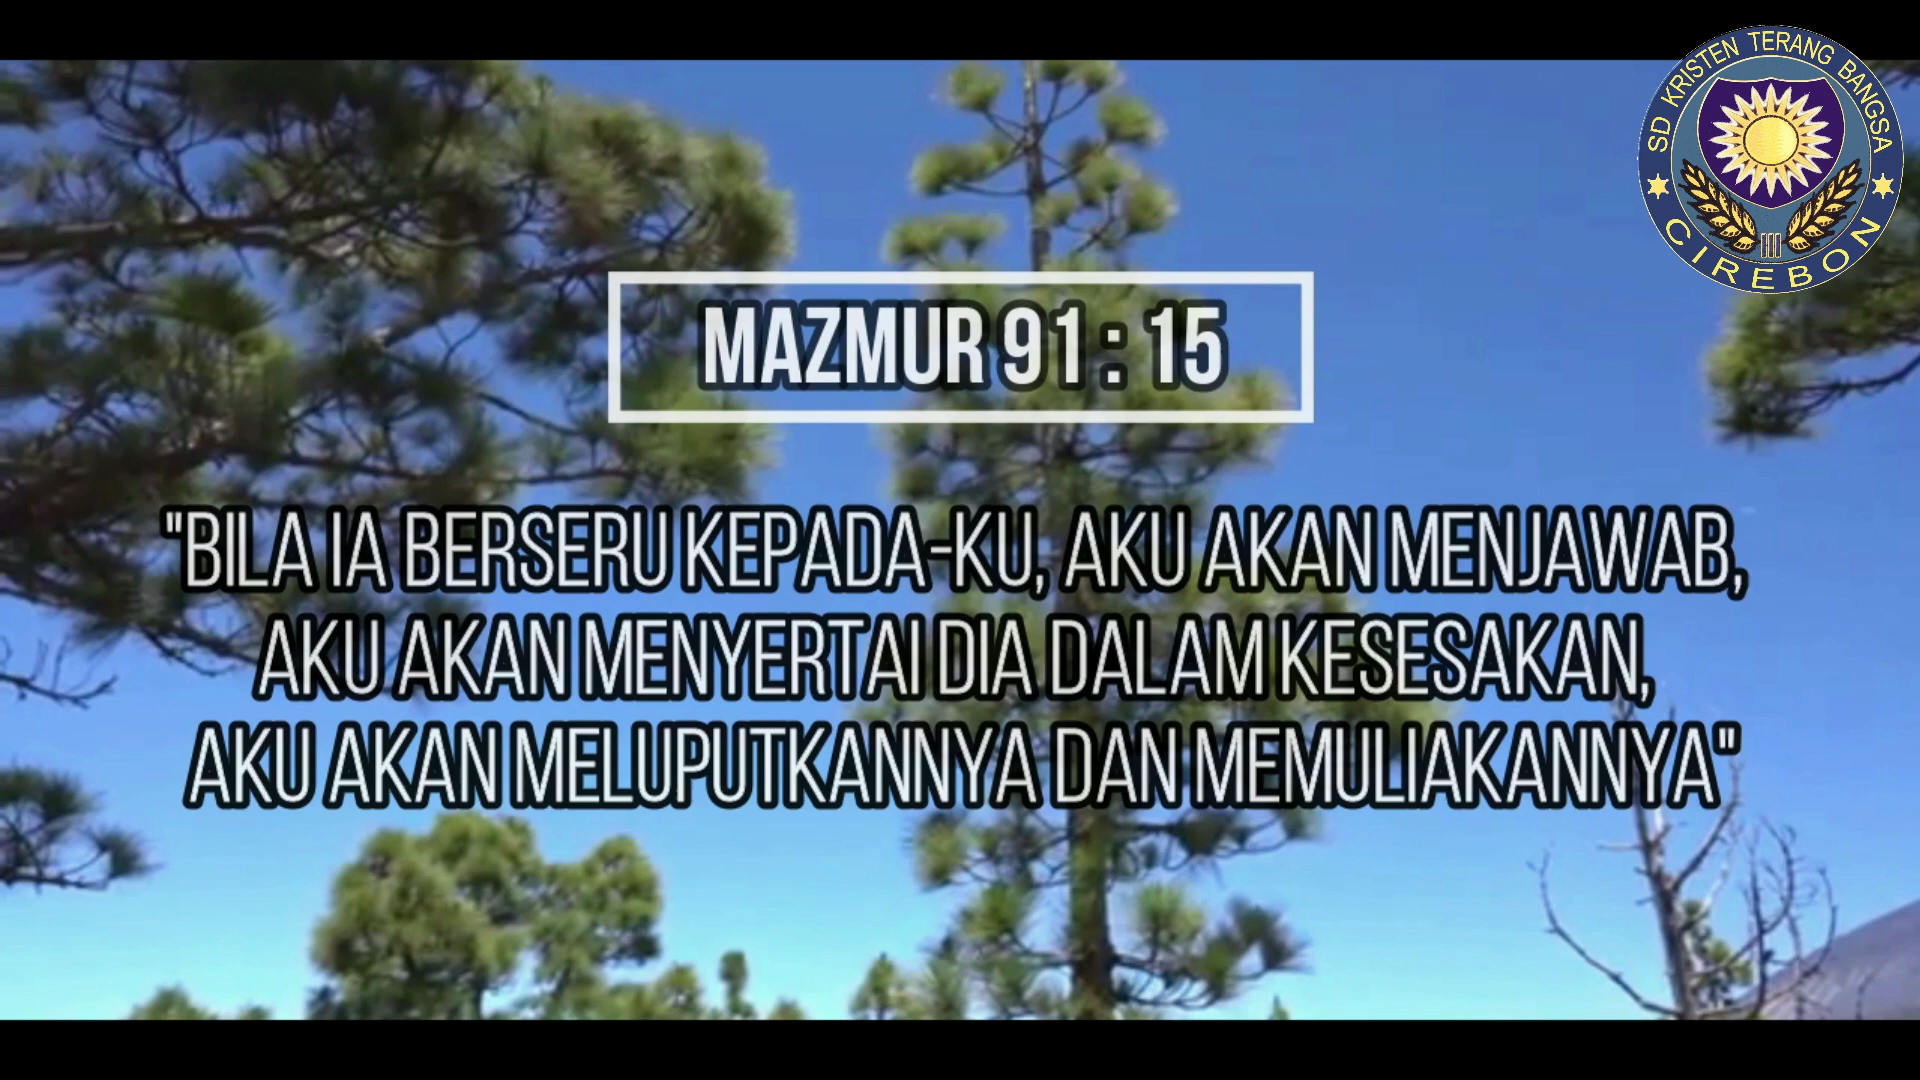 SD KRISTEN TERANG BANGSA
CIREBON
MAZMUR 91 : 15
"BILA IA BERSERU KEPADA-KU, AKU AKAN MENJAWAB,
AKU AKAN MENYERTAI DIA DALAM KESESAKAN,
AKU AKAN MELUPUTKANNYA DAN MEMULIAKANNYA"